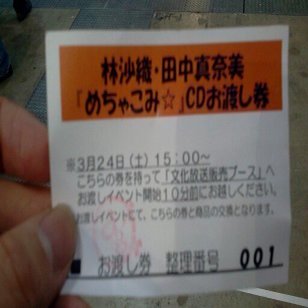 林沙織・田中真奈美
『めちゃこみ☆』CDお渡し券
※3月24日(土)15:00~
こちらの券を持って「文化放送販売ブース」へ
お渡しイベント開始10分前にお越しください。
お渡しイベントにて、こちらの券と商品の交換となります。
お渡し券 整理番号 001